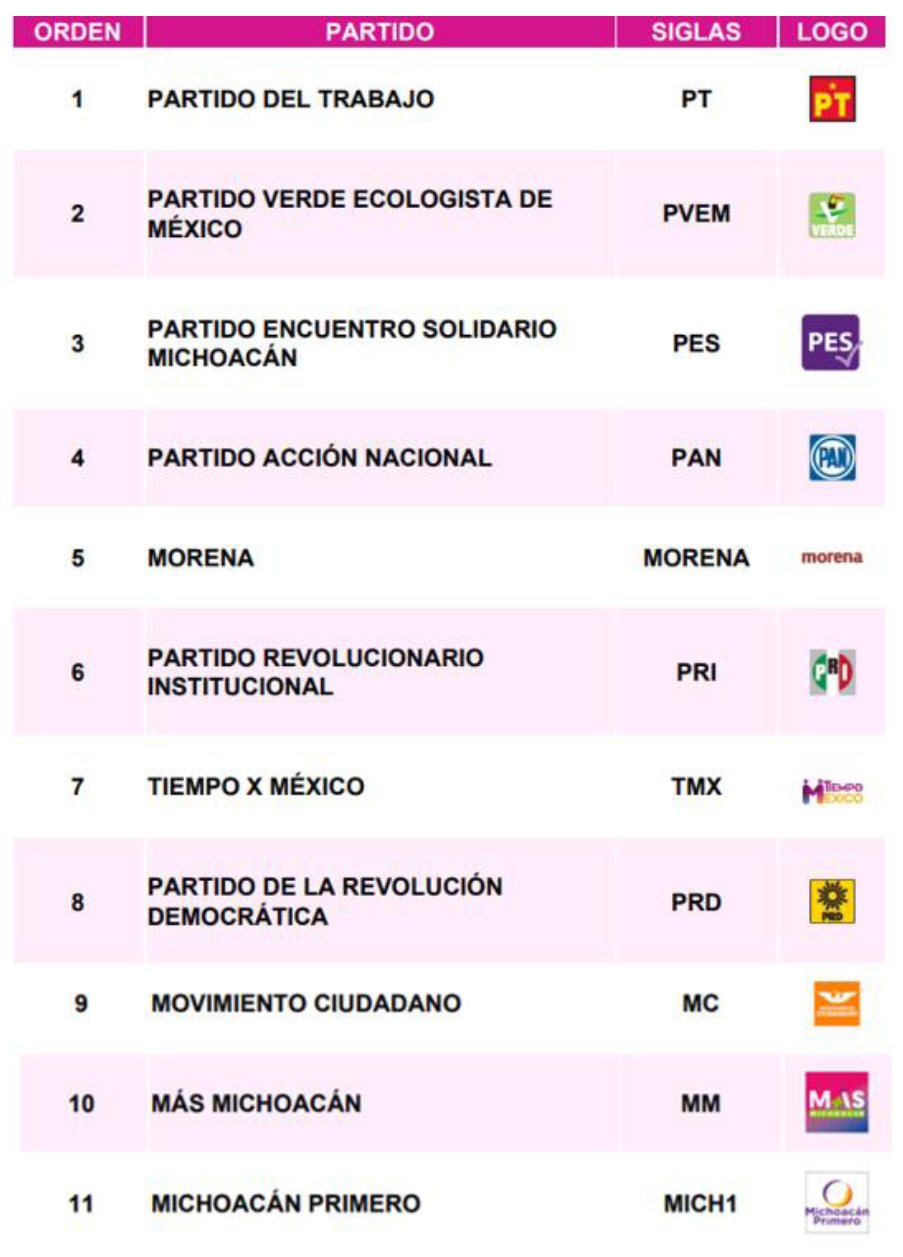 ORDEN PARTIDO SIGLAS LOGO
1 PARTIDO DEL TRABAJO PT PT
2 PARTIDO VERDE ECOLOGISTA DE
MÉXICO PVEM VERDE
3 PARTIDO ENCUENTRO SOLIDARIO
MICHOACÁN PES PES
4 PARTIDO ACCIÓN NACIONAL PAN PAN
5 MORENA MORENA morena
6 PARTIDO REVOLUCIONARIO
INSTITUCIONAL PRI PRI
7 TIEMPO X MÉXICO TMX TIEMPO
MEXICO
8 PARTIDO DE LA REVOLUCIÓN
DEMOCRÁTICA PRD PRD
9 MOVIMIENTO CIUDADANO MC
10 MÁS MICHOACÁN MM MAS
11 MICHOACÁN PRIMERO MICH1 Michoacán
Primero